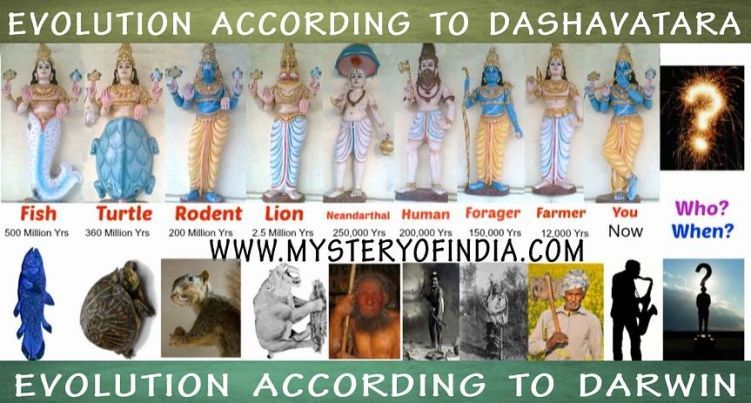 EVOLUTION ACCORDING TO DASHAVATARA
Fish Turtle Rodent Lion Neandarthal Human Forager Farmer You Who?
500 Million Yrs 360 Million Yrs 200 Million Yrs 2.5 Million Yrs 250,000 Yrs 200,000 Yrs 150,000 Yrs 12,000 Yrs Now When?
WWW.MYSTERYOFINDIA.COM
EVOLUTION ACCORDING TO DARWIN